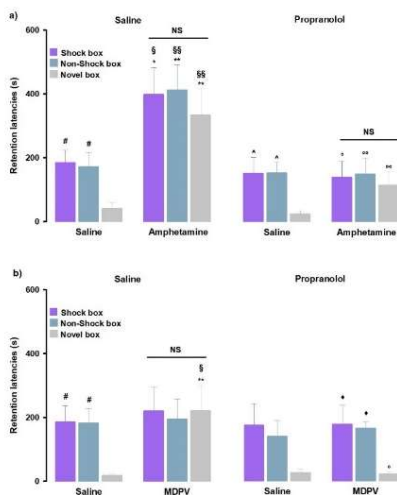 a)
Saline
Propranolol
600
400
200
0
Retention latencies (s)
Shock box
Non-Shock box
Novel box
NS
§
§§
§§
*
**
**
#
#
^
^
NS
°
°°
Saline
Amphetamine
Saline
Amphetamine
b)
Saline
Propranolol
600
400
200
0
Retention latencies (s)
Shock box
Non-Shock box
Novel box
NS
§
**
#
#
♦
♦
Saline
MDPV
Saline
MDPV